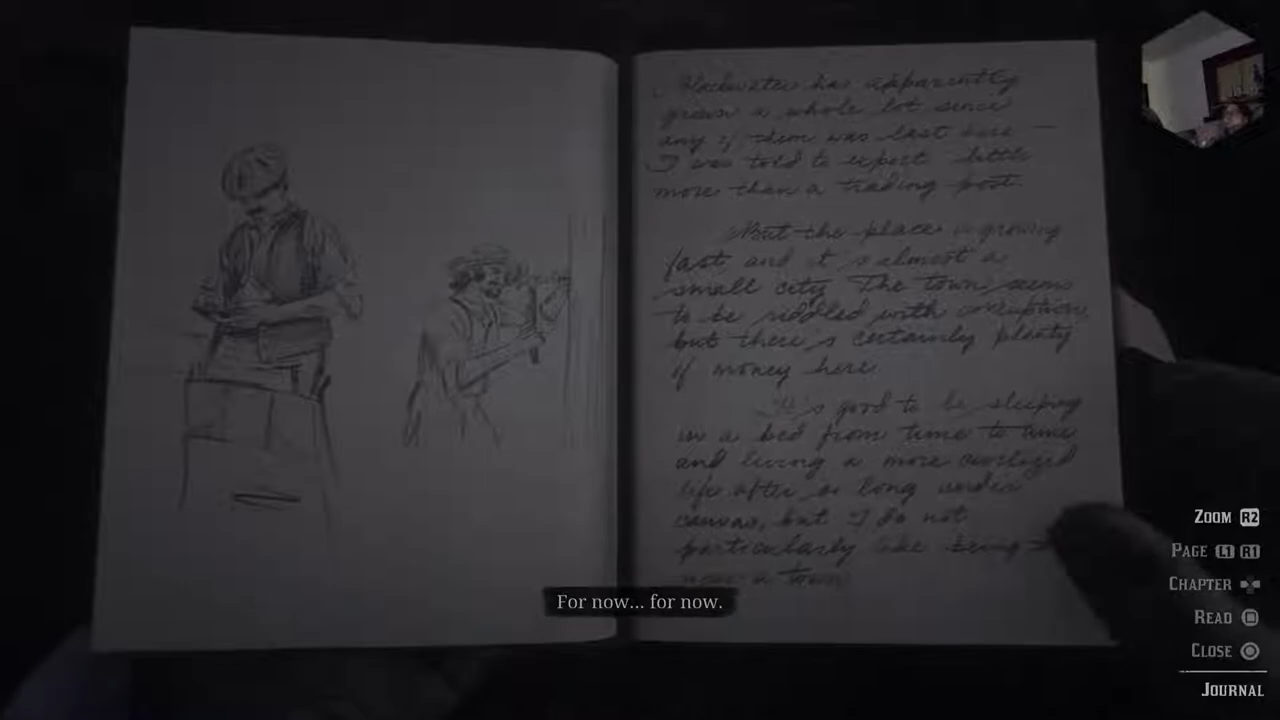 Blackwater has apparently
grown a whole lot since
any of them was last here —
I was told to expect little
more than a trading post.
But the place is growing
fast and it's almost a
small city. The town seems
to be riddled with corruption,
but there's certainly plenty
of money here.
It's good to be sleeping
in a bed from time to time
and living a more civilized
life after so long under
canvas, but I do not
particularly like being
near a town
For now... for now.
ZOOM R2
PAGE L1 R1
CHAPTER
READ
CLOSE
JOURNAL